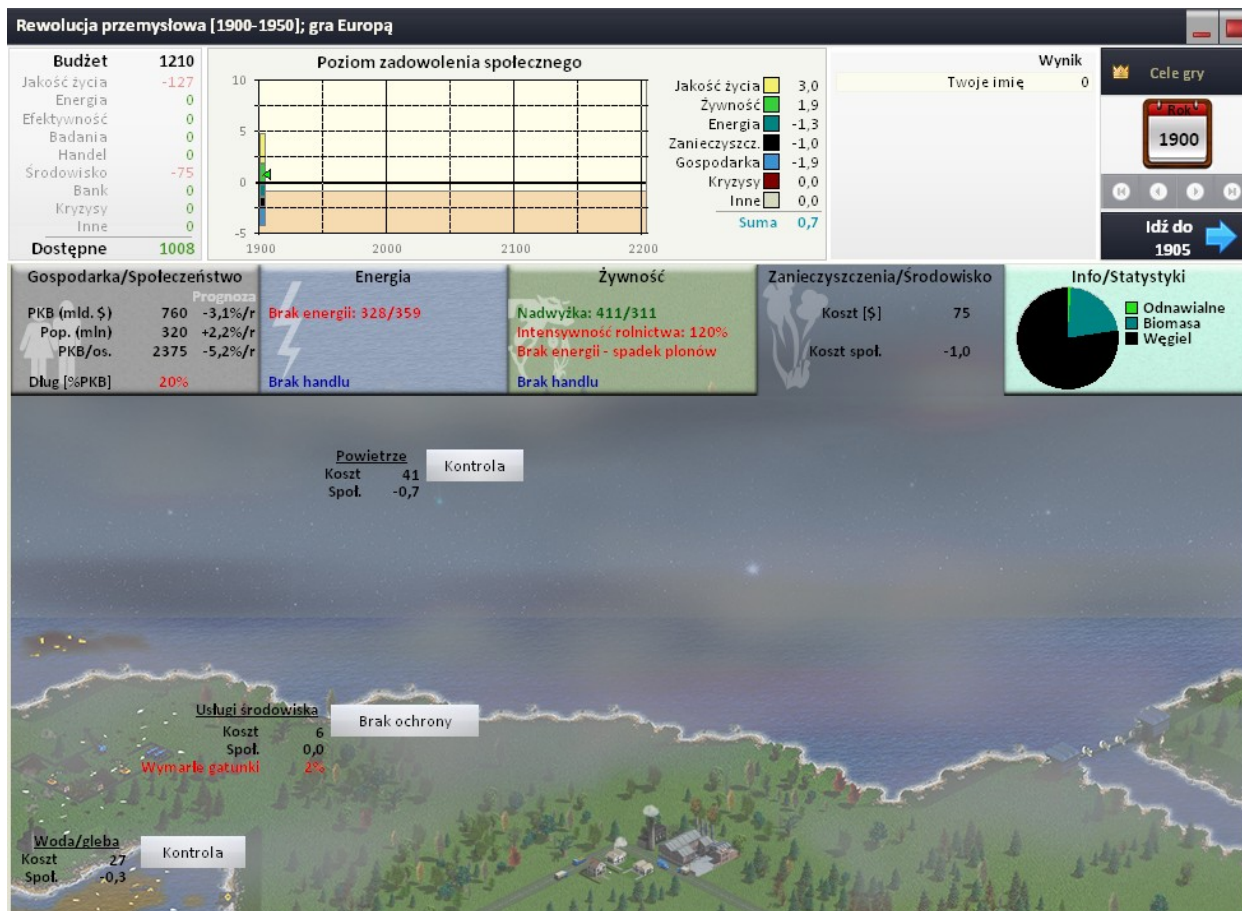 Rewolucja przemysłowa [1900-1950]; gra Europą
Budżet 1210
Jakość życia -127
Energia 0
Efektywność 0
Badania 0
Handel 0
Środowisko -75
Bank 0
Kryzysy 0
Inne 0
Dostępne 1008
Poziom zadowolenia społecznego
10
5
0
-5
1900 2000 2100 2200
Jakość życia 3,0
Żywność 1,9
Energia -1,3
Zanieczyszcz. -1,0
Gospodarka -1,9
Kryzysy 0,0
Inne 0,0
Suma 0,7
Wynik
Twoje imię 0
Cele gry
Rok
1900
Idź do
1905
Gospodarka/Społeczeństwo
Prognoza
PKB (mld. $) 760 -3,1%/r
Pop. (mln) 320 +2,2%/r
PKB/os. 2375 -5,2%/r
Dług [%PKB] 20%
Energia
Brak energii: 328/359
Brak handlu
Żywność
Nadwyżka: 411/311
Intensywność rolnictwa: 120%
Brak energii - spadek plonów
Brak handlu
Zanieczyszczenia/Środowisko
Koszt [$] 75
Koszt społ. -1,0
Info/Statystyki
Odnawialne
Biomasa
Węgiel
Powietrze
Koszt 41
Społ. -0,7
Kontrola
Usługi środowiska
Koszt 6
Społ. 0,0
Wymarłe gatunki 2%
Brak ochrony
Woda/gleba
Koszt 27
Społ. -0,3
Kontrola